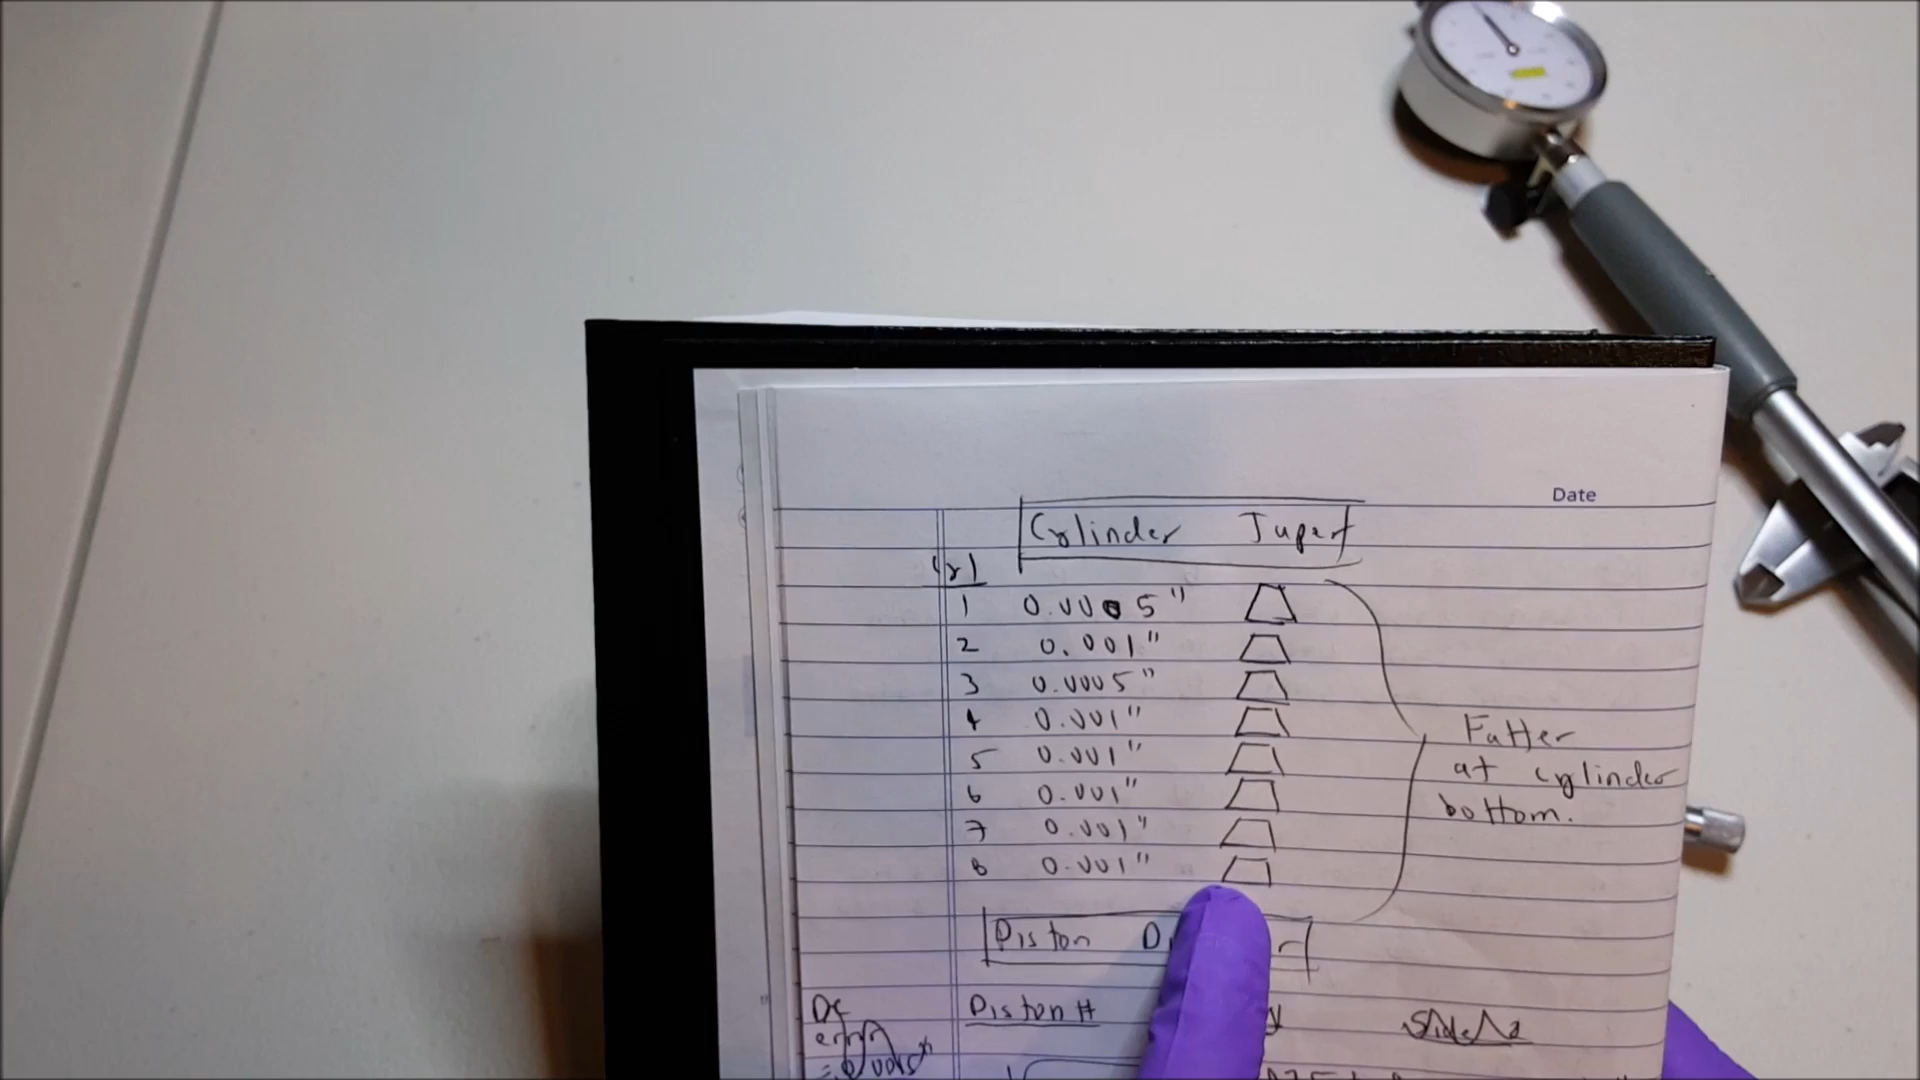 Date
Cylinder Taper
Cyl
1 0.0005"
2 0.001"
3 0.0005"
4 0.001"
5 0.001"
6 0.001"
7 0.001"
8 0.001"
Fatter
at cylinder
bottom.
Piston
Piston #
error